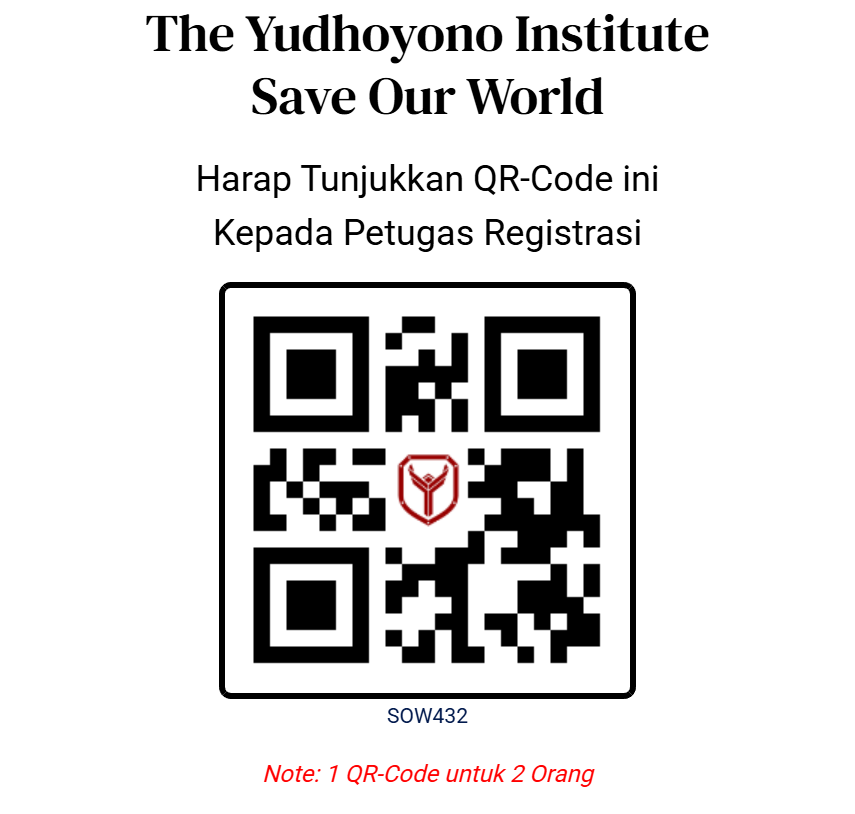 The Yudhoyono Institute
Save Our World
Harap Tunjukkan QR-Code ini
Kepada Petugas Registrasi
SOW432
Note: 1 QR-Code untuk 2 Orang